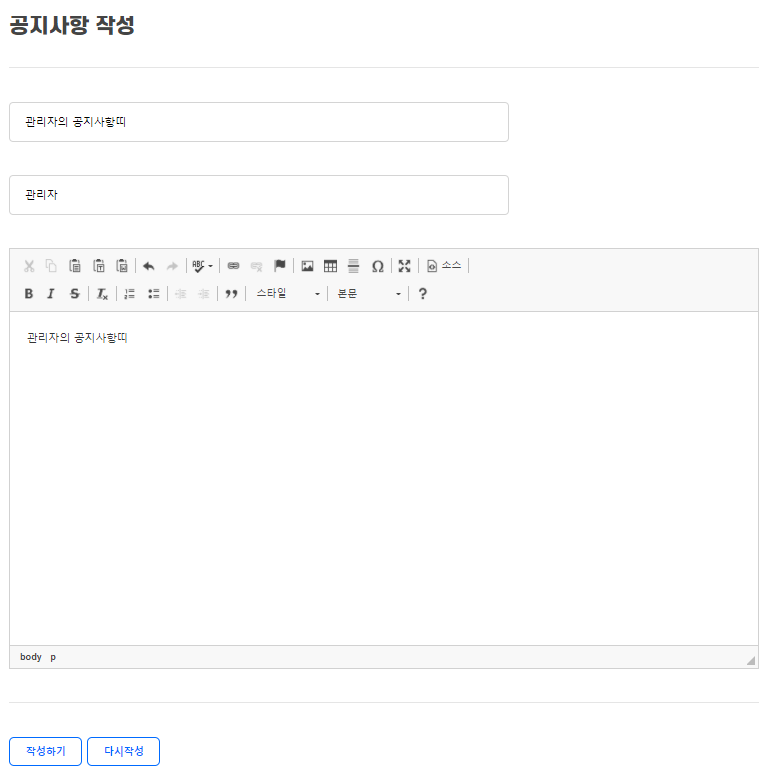 공지사항 작성
관리자의 공지사항띠
관리자
ABC Ω 소스
B I S Tx 스타일 본문 ?
관리자의 공지사항띠
body p
작성하기 다시작성